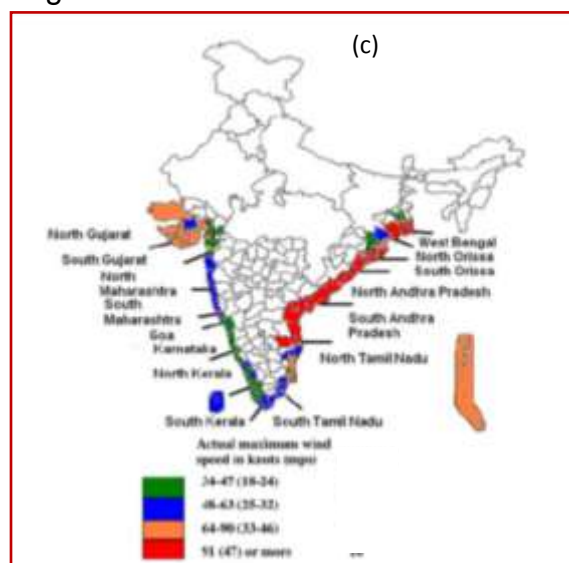 (c)
North Gujarat
South Gujarat
North
Maharashtra
South
Maharashtra
Goa
Karnataka
North Kerala
South Kerala
South Tamil Nadu
West Bengal
North Orissa
South Orissa
North Andhra Pradesh
South Andhra
Pradesh
North Tamil Nadu
Actual maximum wind
speed in knots (mps)
34-47 (18-24)
48-63 (25-32)
64-90 (33-46)
91 (47) or more